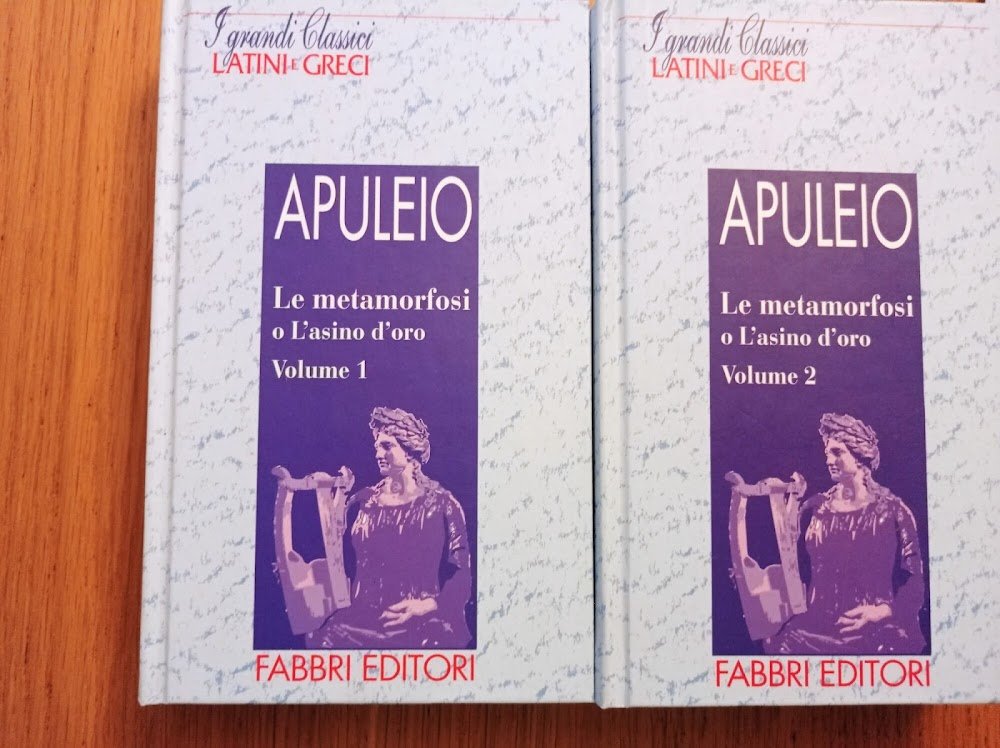 I grandi Classici
LATINI E GRECI
APULEIO
Le metamorfosi
o L'asino d'oro
Volume 1
FABBRI EDITORI
I grandi Classici
LATINI E GRECI
APULEIO
Le metamorfosi
o L'asino d'oro
Volume 2
FABBRI EDITORI